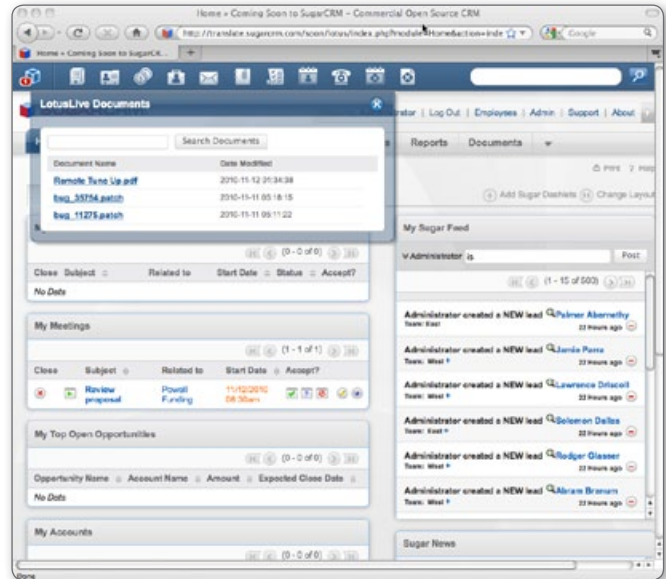 Home » Coming Soon to SugarCRM – Commercial Open Source CRM
http://translate.sugarcrm.com/soon/lotus/index.php?module=Home&action=inde
Google
Home » Coming Soon to SugarCR...
LotusLive Documents
rator | Log Out | Employees | Admin | Support | About
Search Documents
s Reports Documents
Document Name Date Modified
Print ? Help
Remote Tune Up.pdf 2010-11-12 01:34:38
bug_35754.patch 2010-11-11 05:18:15
Add Sugar Dashlets Change Layout
bug_11275.patch 2010-11-11 05:11:22
My Sugar Feed
(0 - 0 of 0)
Administrator is Post
Close Subject Related to Start Date Status Accept?
(1 - 15 of 500)
No Data
Administrator created a NEW lead Palmer Abernethy
Team: East 22 hours ago
My Meetings
(1 - 1 of 1)
Administrator created a NEW lead Jamie Parra
Team: West 22 hours ago
Close Subject Related to Start Date Accept?
Review proposal Powell Funding 11/12/2010 08:30am
Administrator created a NEW lead Lawrence Driscoll
Team: West 22 hours ago
My Top Open Opportunities
Administrator created a NEW lead Solomon Dallas
Team: East 22 hours ago
(0 - 0 of 0)
Administrator created a NEW lead Rodger Glasser
Team: West 22 hours ago
Opportunity Name Account Name Amount Expected Close Date
No Data
Administrator created a NEW lead Abram Branum
Team: West 22 hours ago
My Accounts
Sugar News
(0 - 0 of 0)
Done